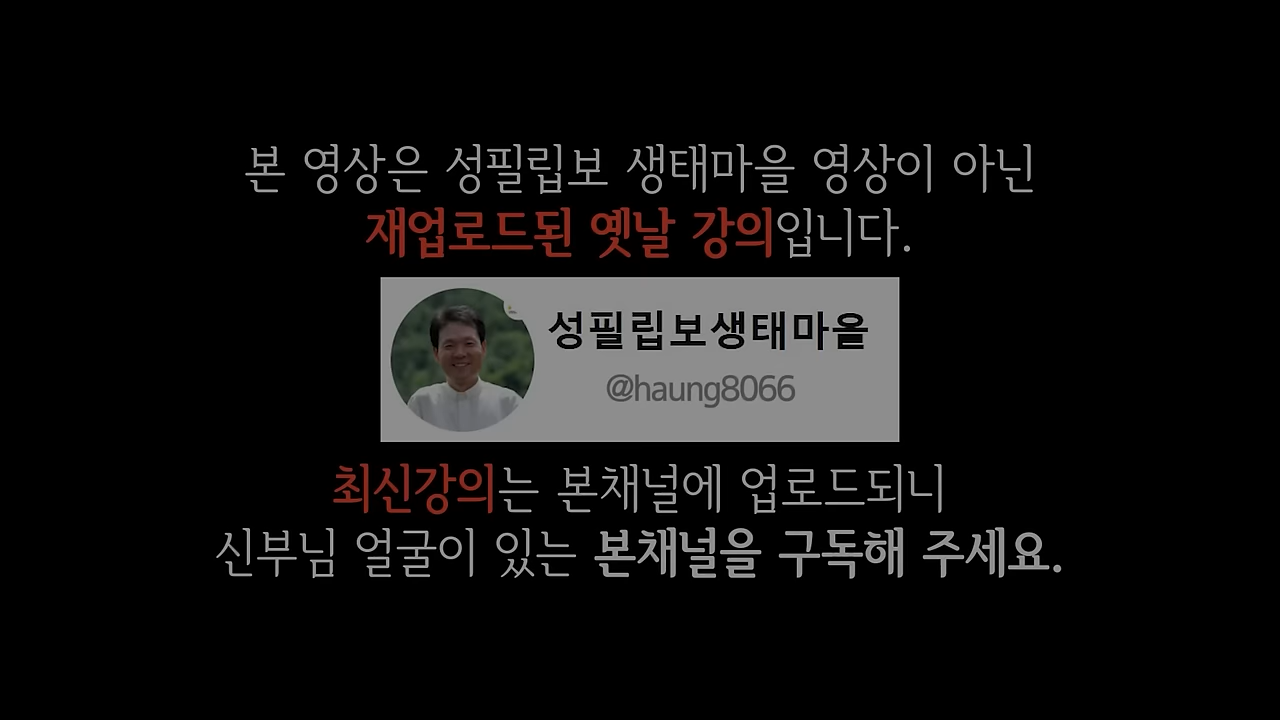 본 영상은 성필립보 생태마을 영상이 아닌
재업로드된 옛날 강의입니다.
성필립보생태마을
@haung8066
최신강의는 본채널에 업로드되니
신부님 얼굴이 있는 본채널을 구독해 주세요.